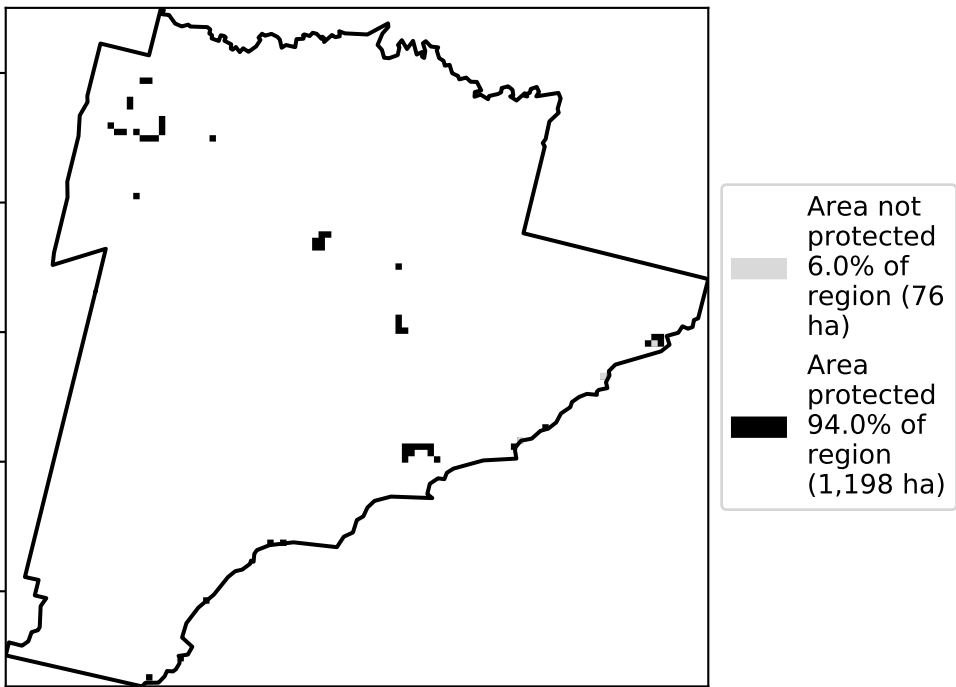 Area not
protected
6.0% of
region (76
ha)
Area
protected
94.0% of
region
(1,198 ha)